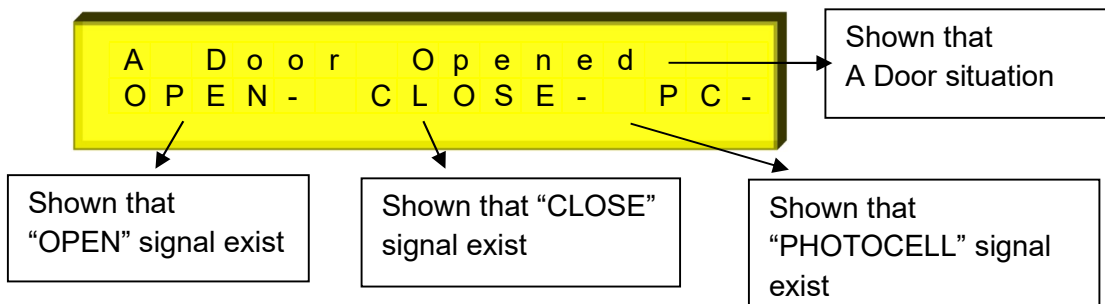 A Door Opened
OPEN- CLOSE- PC-
Shown that
A Door situation
Shown that
“OPEN” signal exist
Shown that “CLOSE”
signal exist
Shown that
“PHOTOCELL” signal
exist